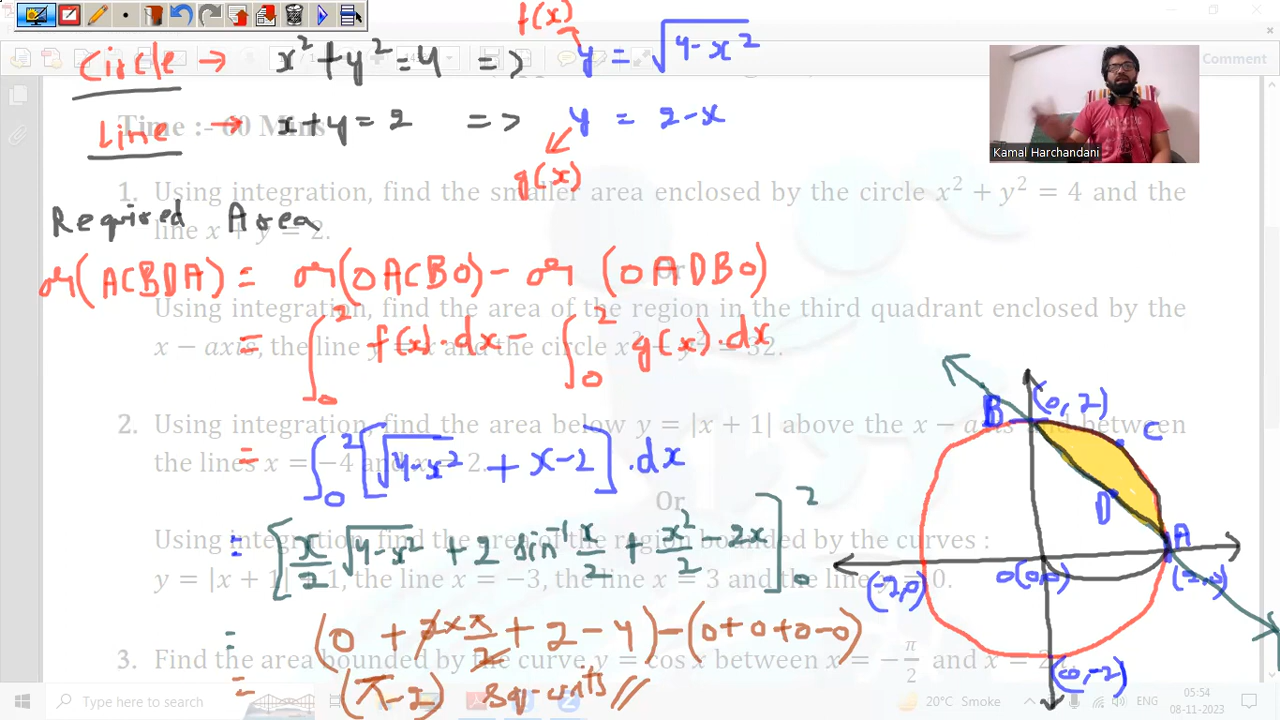 f(x)
Circle → x² + y² = 4 => y = √(4-x²)
Comment
Line → x+y = 2 => y = 2-x
Time :- 60 Mins
g(x)
Kamal Harchandani
1. Using integration, find the smaller area enclosed by the circle x² + y² = 4 and the
line x + y = 2.
Required Area
Or
ar(ACBDA) = ar(OACBO) - ar(OADBO)
Using integration, find the area of the region in the third quadrant enclosed by the
x − axis, the line y = x and the circle x² + y² = 32.
= ∫₀² f(x)·dx - ∫₀² g(x)·dx
2. Using integration, find the area below y = |x + 1| above the x − axis and between
the lines x = −4 and x = 2.
= ∫₀² [√(4-x²) + x-2] .dx
Or
= [x/2 √(4-x²) + 2 sin⁻¹ x/2 + x²/2 - 2x]₀²
Using integration, find the area of the region bounded by the curves :
y = |x + 1| + 1, the line x = −3, the line x = 3 and the line y = 0.
= (0 + 2×π/2 + 2 - 4) - (0+0+0-0)
3. Find the area bounded by the curve y = cos x between x = −π/2 and x = 2π.
= (π-2) sq-units //
B (0, 2)
C
D
A
(-2,0) O(0,0) (2,0)
(0,-2)
Type here to search
20°C Smoke
ENG
05:54
08-11-2023